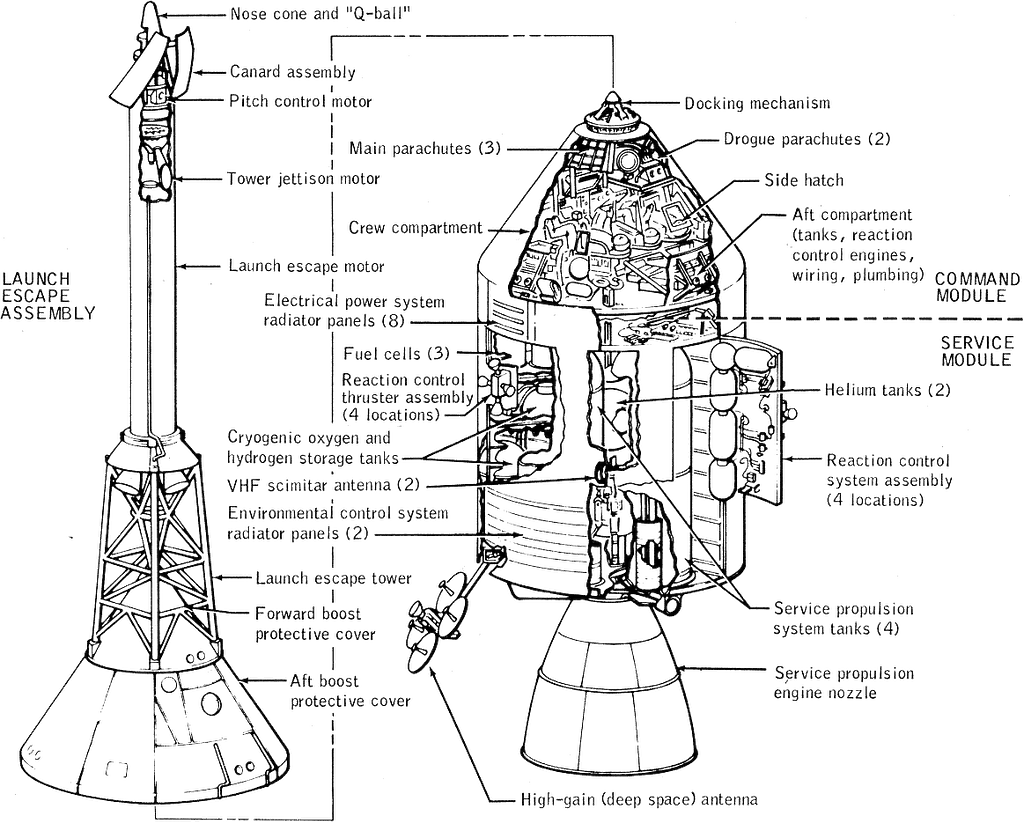 Nose cone and "Q-ball"
Canard assembly
Pitch control motor
Tower jettison motor
Launch escape motor
LAUNCH
ESCAPE
ASSEMBLY
Launch escape tower
Forward boost
protective cover
Aft boost
protective cover
Docking mechanism
Main parachutes (3)
Drogue parachutes (2)
Side hatch
Crew compartment
Aft compartment
(tanks, reaction
control engines,
wiring, plumbing)
COMMAND
MODULE
SERVICE
MODULE
Electrical power system
radiator panels (8)
Fuel cells (3)
Reaction control
thruster assembly
(4 locations)
Cryogenic oxygen and
hydrogen storage tanks
VHF scimitar antenna (2)
Environmental control system
radiator panels (2)
Helium tanks (2)
Reaction control
system assembly
(4 locations)
Service propulsion
system tanks (4)
Service propulsion
engine nozzle
High-gain (deep space) antenna